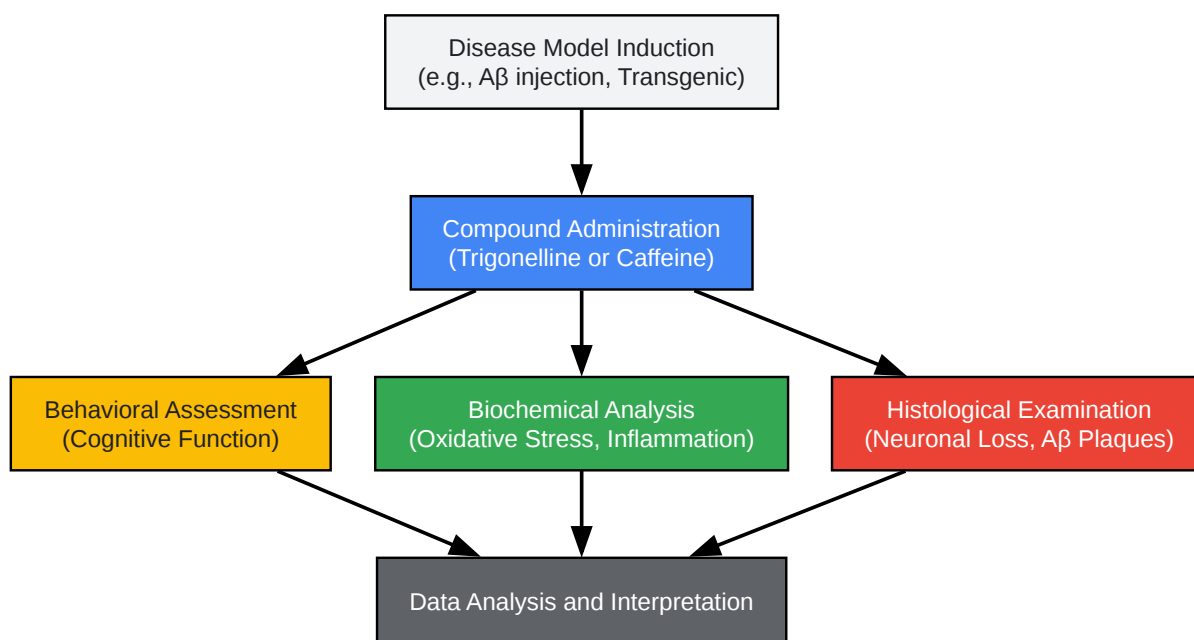 Disease Model Induction
(e.g., Aβ injection, Transgenic)
Compound Administration
(Trigonelline or Caffeine)
Behavioral Assessment
(Cognitive Function)
Biochemical Analysis
(Oxidative Stress, Inflammation)
Histological Examination
(Neuronal Loss, Aβ Plaques)
Data Analysis and Interpretation